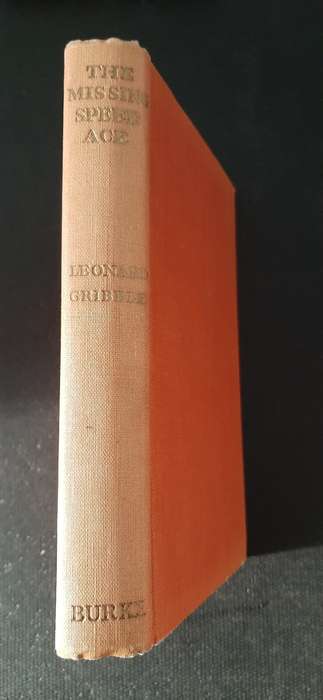 THE
MISSING
SPEED
ACE
LEONARD
GRIBBLE
BURKE